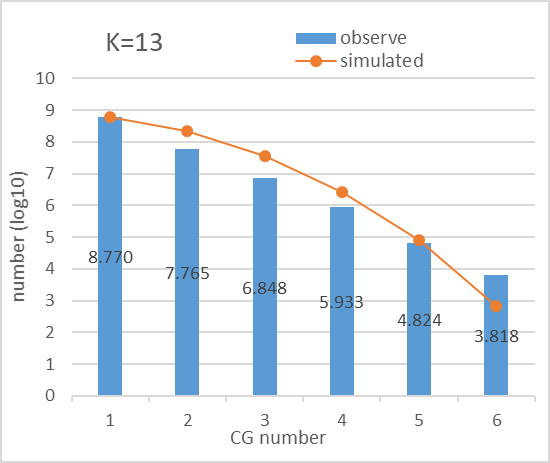 K=13
observe
simulated
number (log10)
10
9
8
7
6
5
4
3
2
1
0
8.770
7.765
6.848
5.933
4.824
3.818
1 2 3 4 5 6
CG number